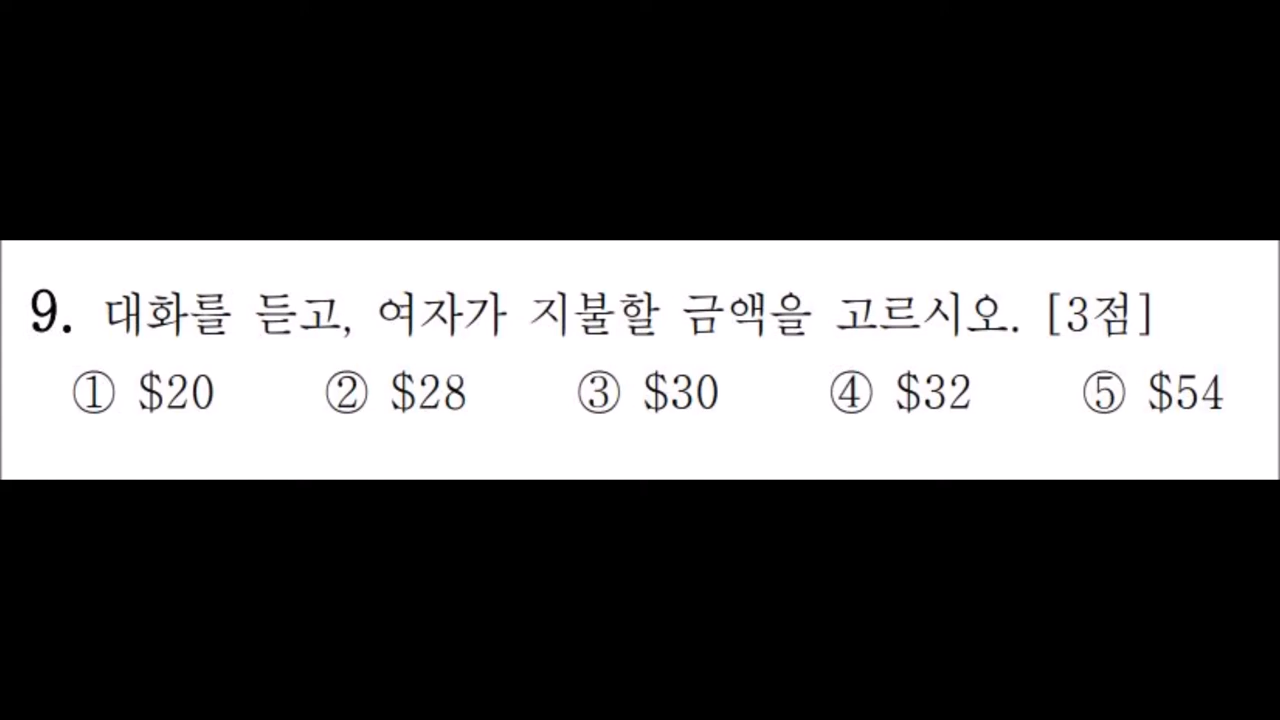 9. 대화를 듣고, 여자가 지불할 금액을 고르시오. [3점]
① $20 ② $28 ③ $30 ④ $32 ⑤ $54